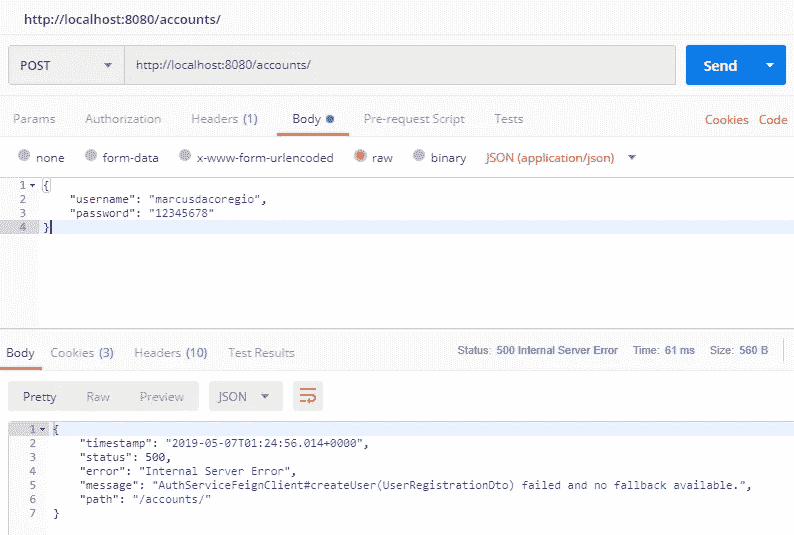 http://localhost:8080/accounts/
POST http://localhost:8080/accounts/ Send
Params Authorization Headers (1) Body Pre-request Script Tests Cookies Code
none form-data x-www-form-urlencoded raw binary JSON (application/json)
1 {
2 "username": "marcusdacoregio",
3 "password": "12345678"
4 }
Body Cookies (3) Headers (10) Test Results Status: 500 Internal Server Error Time: 61 ms Size: 560 B
Pretty Raw Preview JSON
1 {
2 "timestamp": "2019-05-07T01:24:56.014+0000",
3 "status": 500,
4 "error": "Internal Server Error",
5 "message": "AuthServiceFeignClient#createUser(UserRegistrationDto) failed and no fallback available.",
6 "path": "/accounts/"
7 }